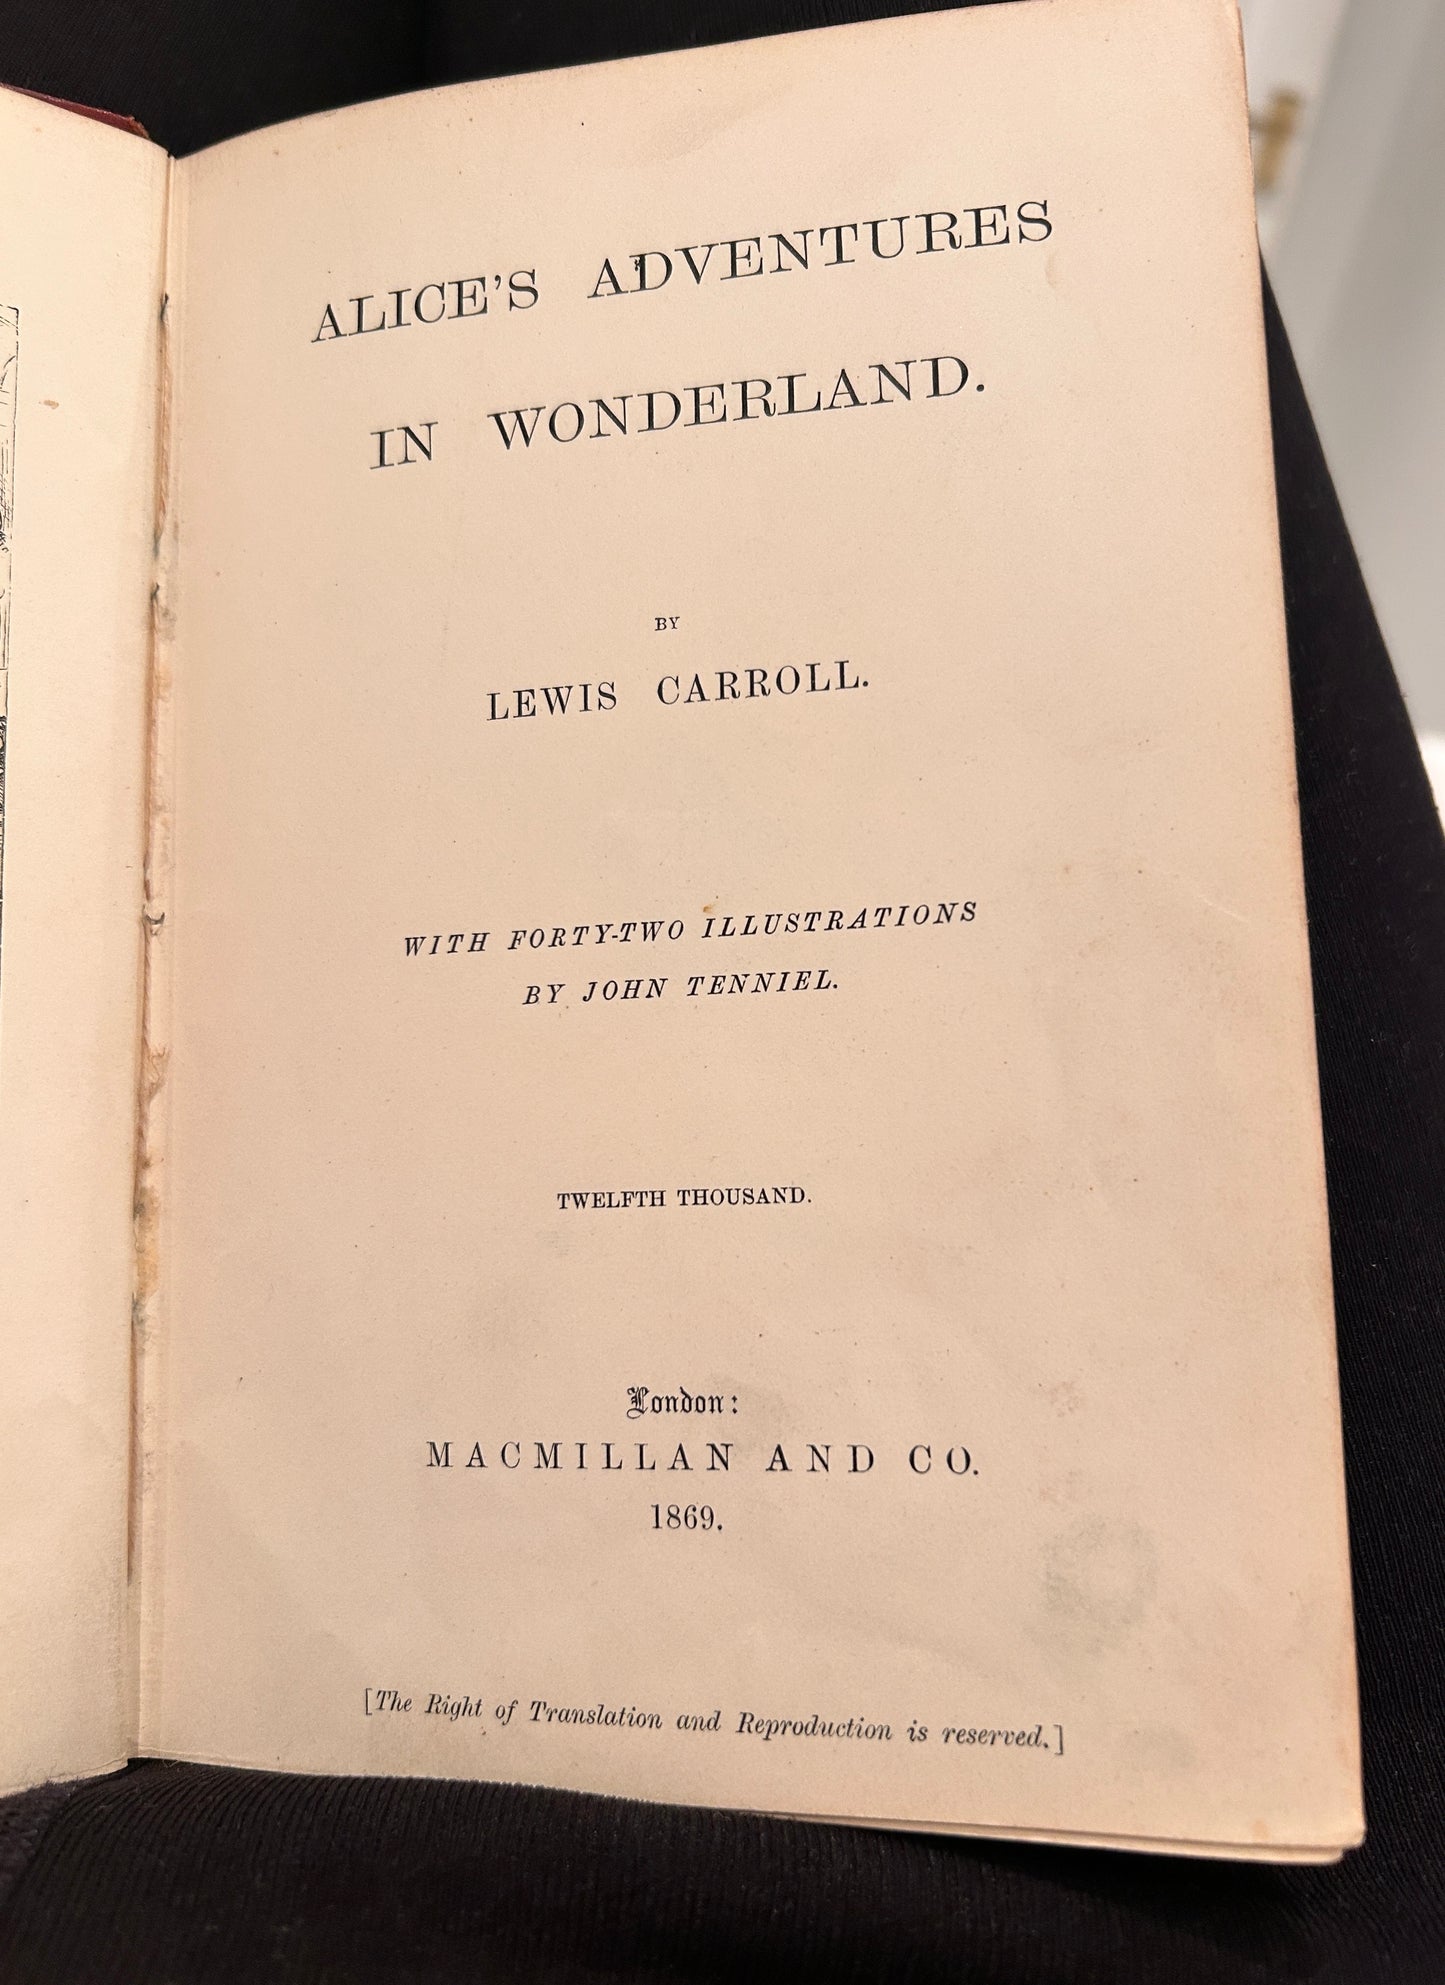 ALICE'S ADVENTURES
IN WONDERLAND.
BY
LEWIS CARROLL.
WITH FORTY-TWO ILLUSTRATIONS
BY JOHN TENNIEL.
TWELFTH THOUSAND.
London:
MACMILLAN AND CO.
1869.
[The Right of Translation and Reproduction is reserved.]